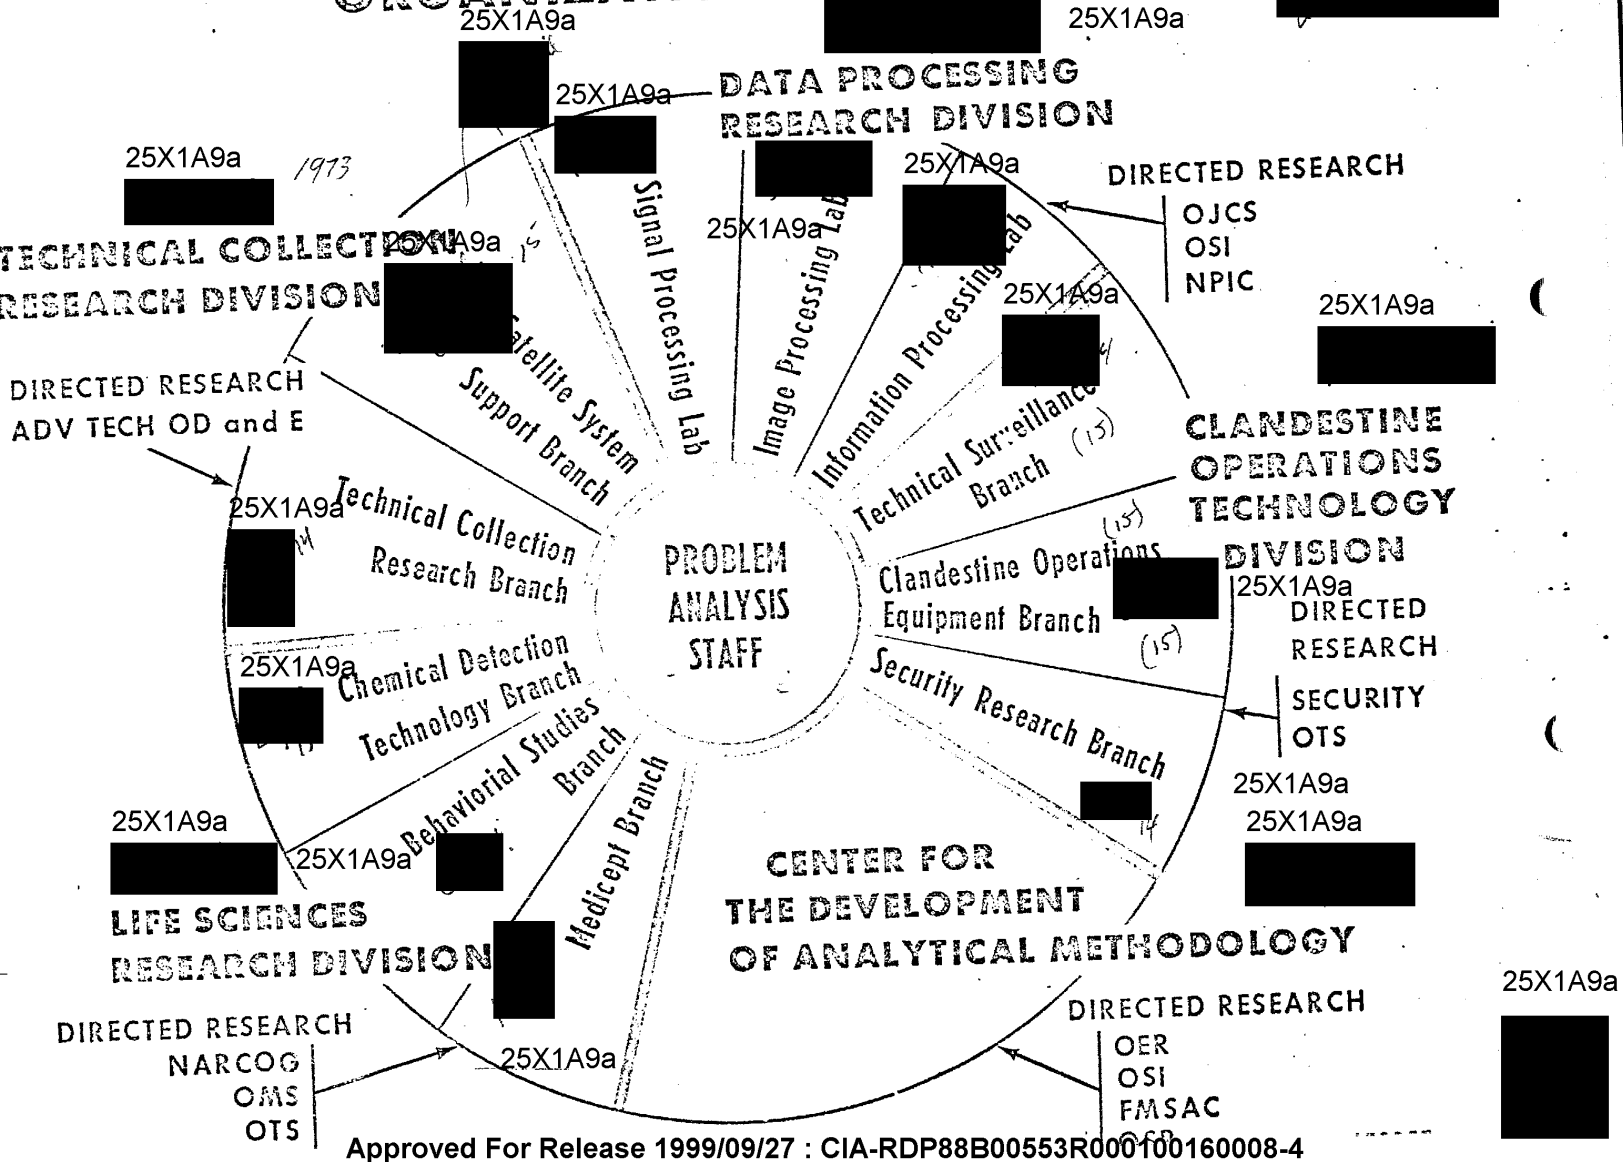 25X1A9a
25X1A9a
DATA PROCESSING
RESEARCH DIVISION
25X1A9a
25X1A9a
1973
25X1A9a
DIRECTED RESEARCH
OJCS
OSI
NPIC
25X1A9a
TECHNICAL COLLECTION
RESEARCH DIVISION
25X1A9a
Signal Processing Lab
Image Processing Lab
Information Processing Lab
25X1A9a
25X1A9a
Satellite System
Support Branch
DIRECTED RESEARCH
ADV TECH OD and E
Technical Surveillance
Branch
(15)
CLANDESTINE
OPERATIONS
TECHNOLOGY
DIVISION
25X1A9a
14
Technical Collection
Research Branch
PROBLEM
ANALYSIS
STAFF
(15)
Clandestine Operations
Equipment Branch
(15)
25X1A9a
DIRECTED
RESEARCH
SECURITY
OTS
25X1A9a
Chemical Detection
Technology Branch
Security Research Branch
14
25X1A9a
25X1A9a
Behaviorial Studies
Branch
Medicept Branch
25X1A9a
25X1A9a
LIFE SCIENCES
RESEARCH DIVISION
CENTER FOR
THE DEVELOPMENT
OF ANALYTICAL METHODOLOGY
25X1A9a
DIRECTED RESEARCH
NARCOG
OMS
OTS
25X1A9a
DIRECTED RESEARCH
OER
OSI
FMSAC
Approved For Release 1999/09/27 : CIA-RDP88B00553R000100160008-4